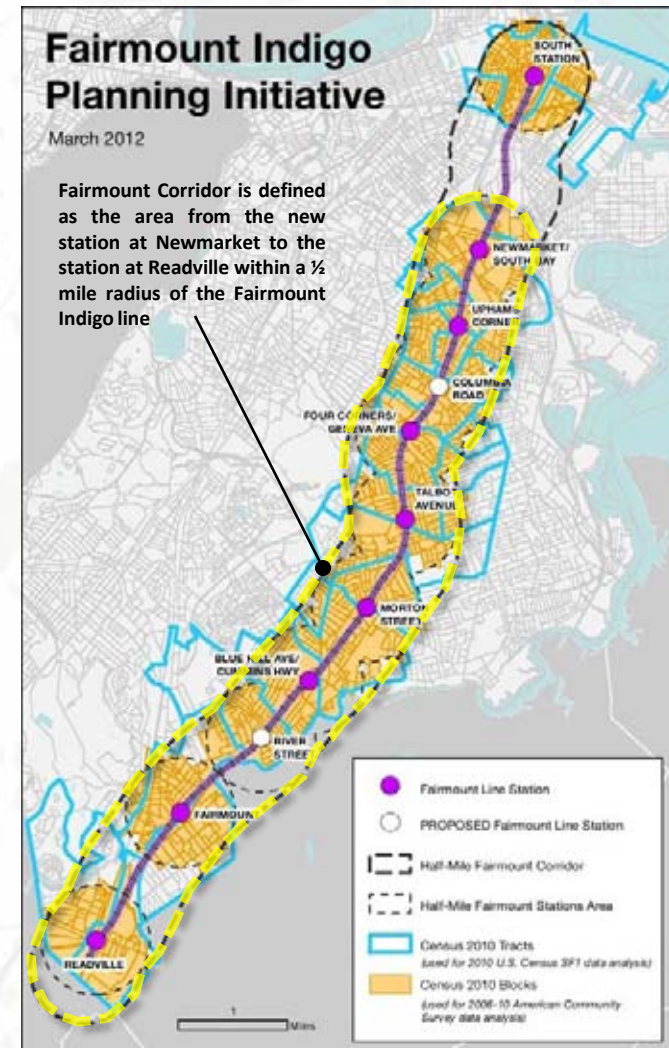 Fairmount Indigo
Planning Initiative
March 2012
Fairmount Corridor is defined
as the area from the new
station at Newmarket to the
station at Readville within a ½
mile radius of the Fairmount
Indigo line
SOUTH
STATION
NEWMARKET/
SOUTH BAY
UPHAMS
CORNER
COLUMBIA
ROAD
FOUR CORNERS/
GENEVA AVE
TALBOT
AVENUE
MORTON
STREET
BLUE HILL AVE/
CUMMINS HWY
RIVER
STREET
FAIRMOUNT
READVILLE
Fairmount Line Station
PROPOSED Fairmount Line Station
Half-Mile Fairmount Corridor
Half-Mile Fairmount Stations Area
Census 2010 Tracts
(used for 2010 U.S. Census SF1 data analysis)
Census 2010 Blocks
(used for 2006-10 American Community
Survey data analysis)
1
Miles